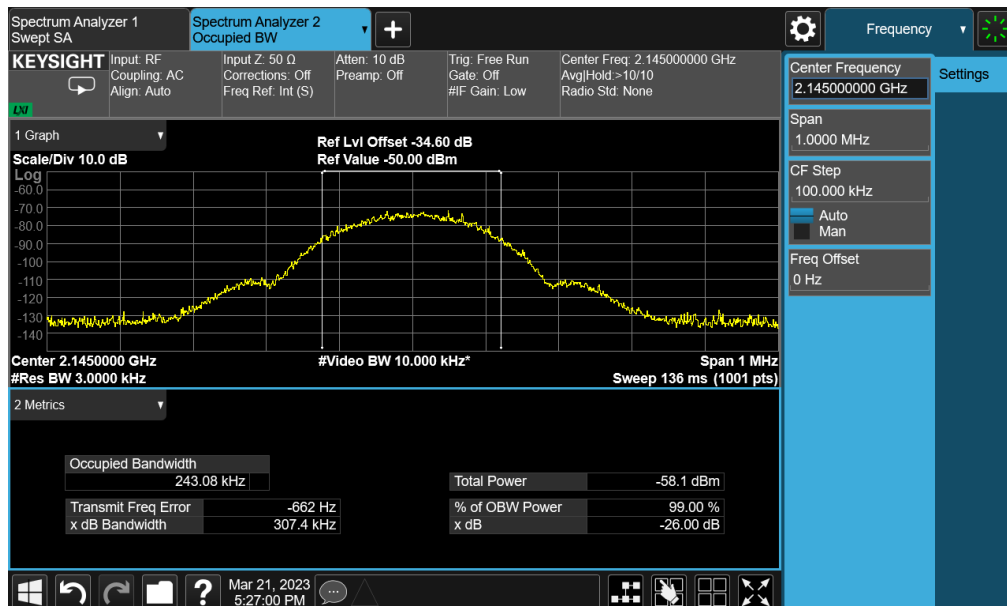 Spectrum Analyzer 1
Swept SA
Spectrum Analyzer 2
Occupied BW
▼
+
Frequency ▼
KEYSIGHT
LXI
Input: RF
Coupling: AC
Align: Auto
Input Z: 50 Ω
Corrections: Off
Freq Ref: Int (S)
Atten: 10 dB
Preamp: Off
Trig: Free Run
Gate: Off
#IF Gain: Low
Center Freq: 2.145000000 GHz
Avg|Hold:>10/10
Radio Std: None
Center Frequency
2.145000000 GHz
Settings
Span
1.0000 MHz
CF Step
100.000 kHz
Auto
Man
Freq Offset
0 Hz
1 Graph ▼
Scale/Div 10.0 dB
Ref Lvl Offset -34.60 dB
Ref Value -50.00 dBm
Log
-60.0
-70.0
-80.0
-90.0
-100
-110
-120
-130
-140
Center 2.1450000 GHz
#Video BW 10.000 kHz*
Span 1 MHz
#Res BW 3.0000 kHz
Sweep 136 ms (1001 pts)
2 Metrics ▼
Occupied Bandwidth
243.08 kHz
Total Power -58.1 dBm
Transmit Freq Error -662 Hz
% of OBW Power 99.00 %
x dB Bandwidth 307.4 kHz
x dB -26.00 dB
?
Mar 21, 2023
5:27:00 PM